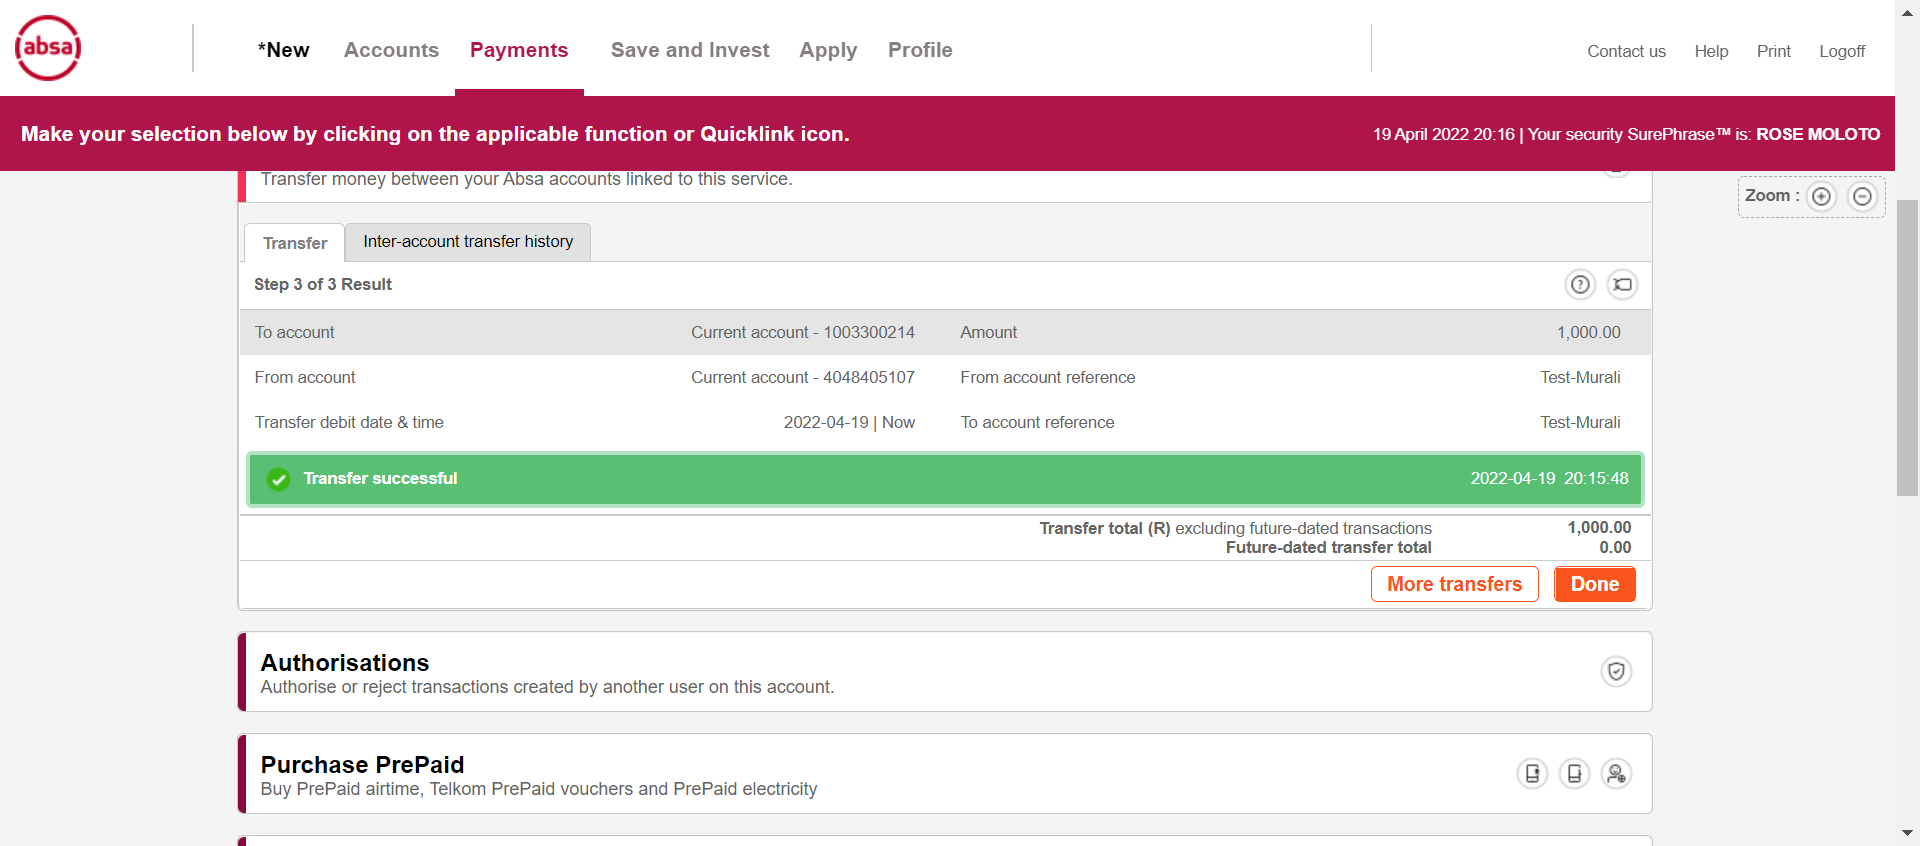 absa
*New Accounts Payments Save and Invest Apply Profile Contact us Help Print Logoff
Make your selection below by clicking on the applicable function or Quicklink icon. 19 April 2022 20:16 | Your security SurePhrase™ is: ROSE MOLOTO
Transfer money between your Absa accounts linked to this service.
Zoom :
Transfer Inter-account transfer history
Step 3 of 3 Result
To account Current account - 1003300214 Amount 1,000.00
From account Current account - 4048405107 From account reference Test-Murali
Transfer debit date & time 2022-04-19 | Now To account reference Test-Murali
Transfer successful 2022-04-19 20:15:48
Transfer total (R) excluding future-dated transactions 1,000.00
Future-dated transfer total 0.00
More transfers Done
Authorisations
Authorise or reject transactions created by another user on this account.
Purchase PrePaid
Buy PrePaid airtime, Telkom PrePaid vouchers and PrePaid electricity